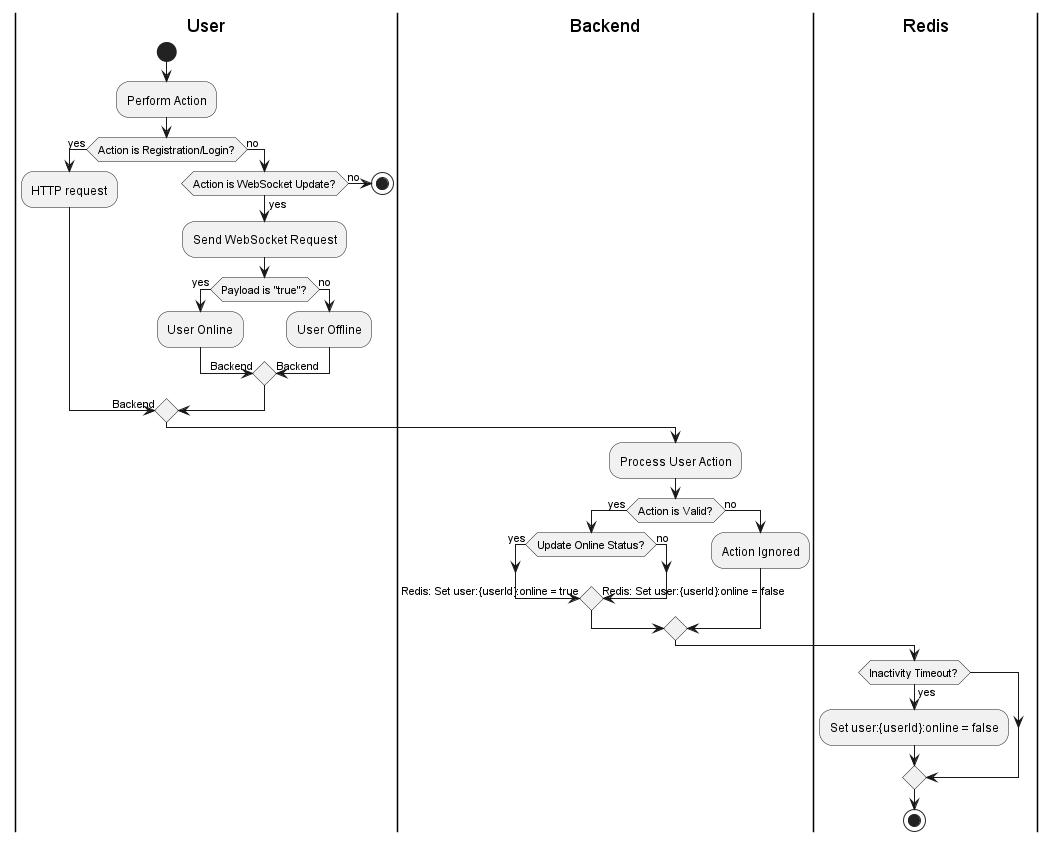 User
Backend
Redis
Perform Action
yes
Action is Registration/Login?
no
HTTP request
Action is WebSocket Update?
no
yes
Send WebSocket Request
yes
Payload is "true"?
no
User Online
User Offline
Backend
Backend
Backend
Process User Action
yes
Action is Valid?
no
yes
Update Online Status?
no
Action Ignored
Redis: Set user:{userId}:online = true
Redis: Set user:{userId}:online = false
Inactivity Timeout?
yes
Set user:{userId}:online = false